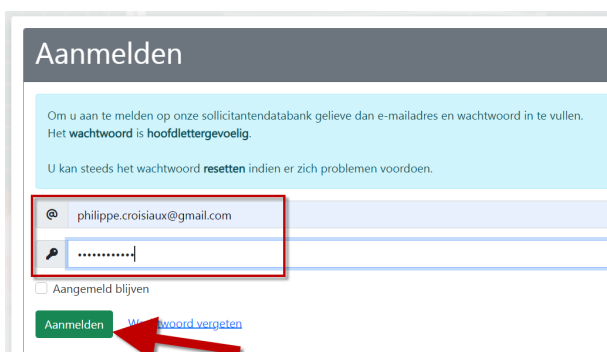 Aanmelden
Om u aan te melden op onze sollicitantendatabank gelieve dan e-mailadres en wachtwoord in te vullen.
Het wachtwoord is hoofdlettergevoelig.
U kan steeds het wachtwoord resetten indien er zich problemen voordoen.
@ philippe.croisiaux@gmail.com
••••••••••••
Aangemeld blijven
Aanmelden Wachtwoord vergeten